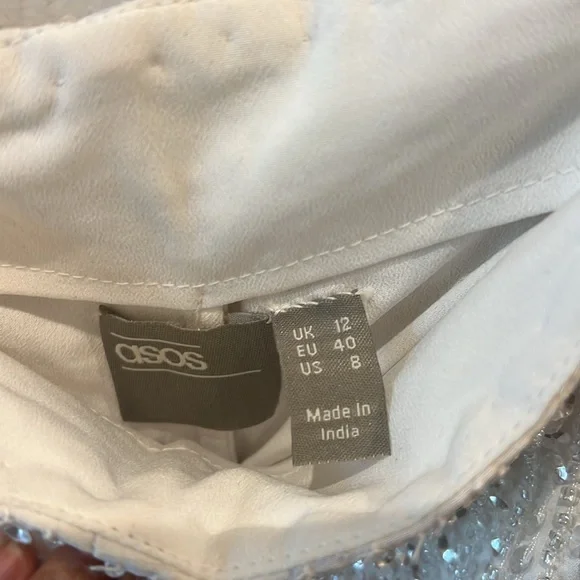 asos
UK 12
EU 40
US 8
Made in
India